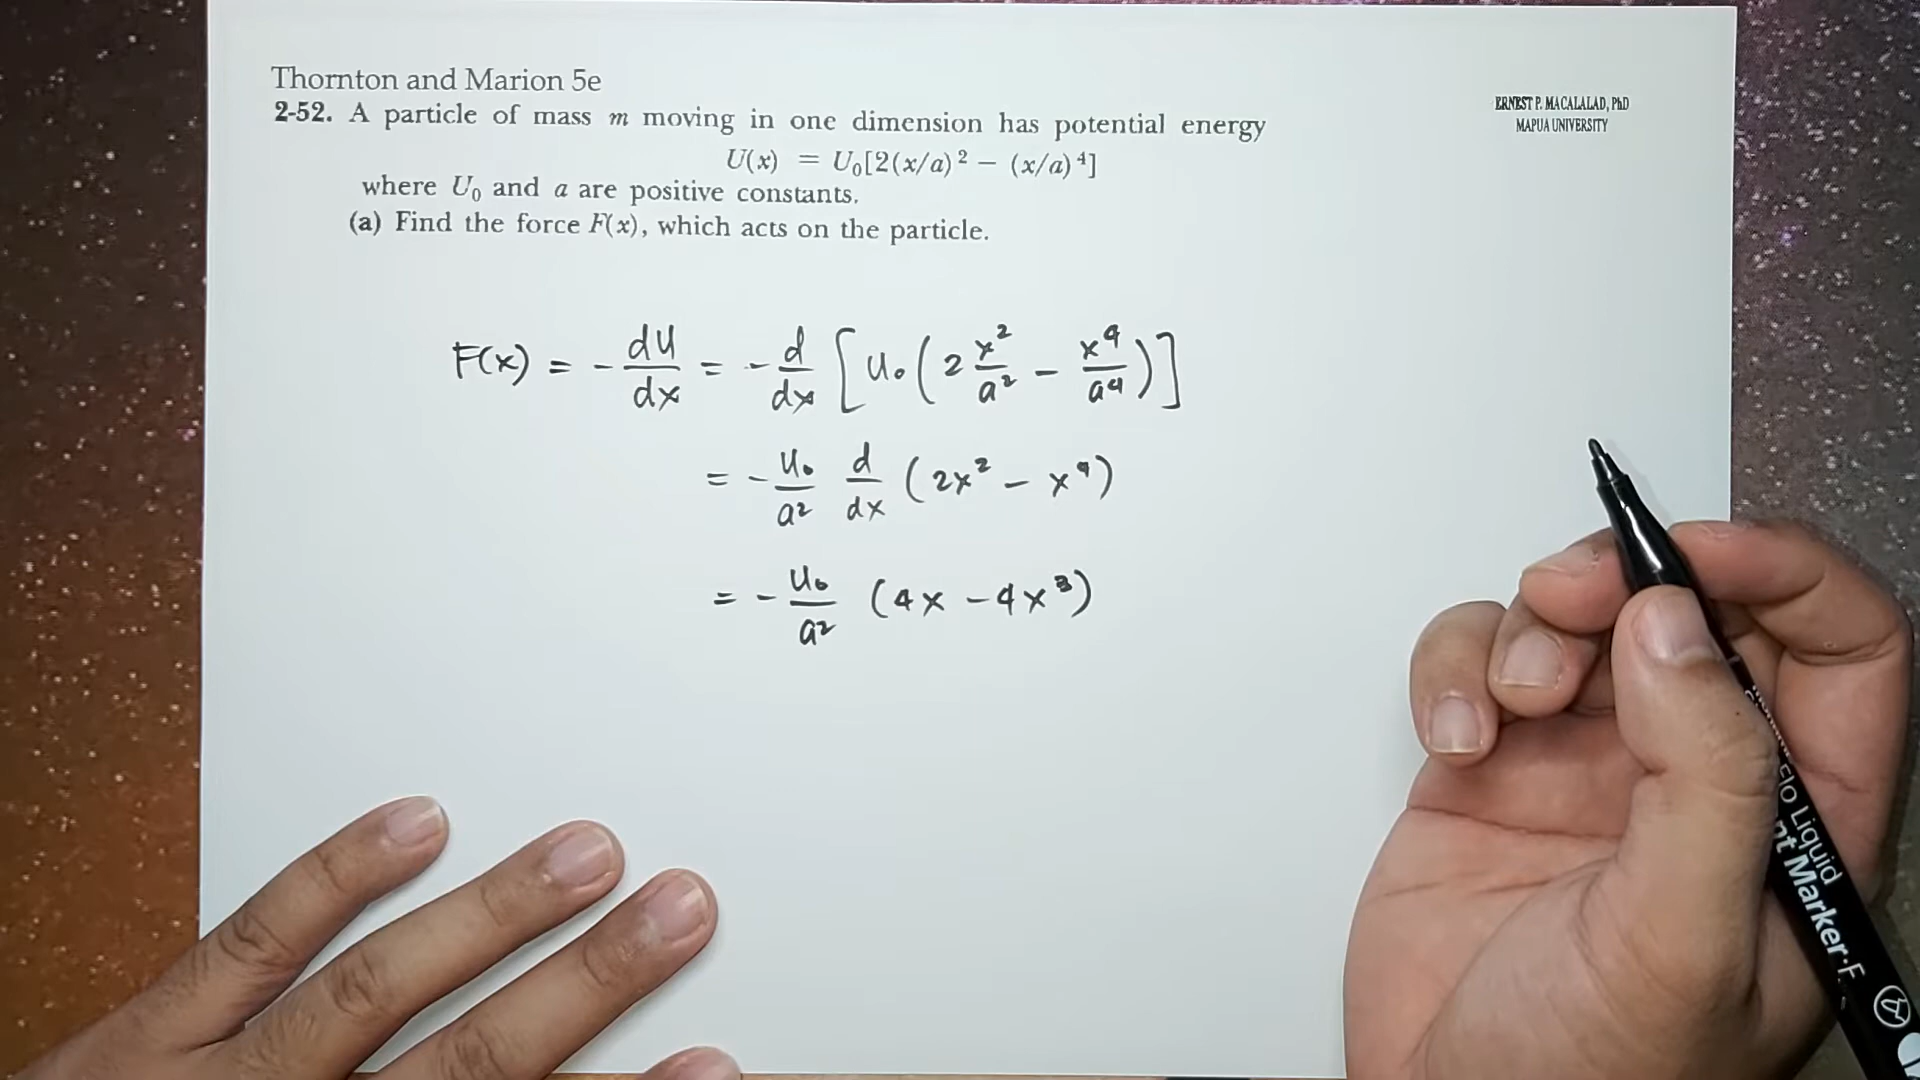 Thornton and Marion 5e
ERNEST P. MACALALAD, PhD
MAPUA UNIVERSITY
2-52. A particle of mass m moving in one dimension has potential energy
U(x) = U₀[2(x/a)² − (x/a)⁴]
where U₀ and a are positive constants.
(a) Find the force F(x), which acts on the particle.
F(x) = - dU/dx = - d/dx [U₀(2 x²/a² - x⁴/a⁴)]
= - U₀/a² d/dx (2x² - x⁴)
= - U₀/a² (4x - 4x³)
Flo Liquid
Marker